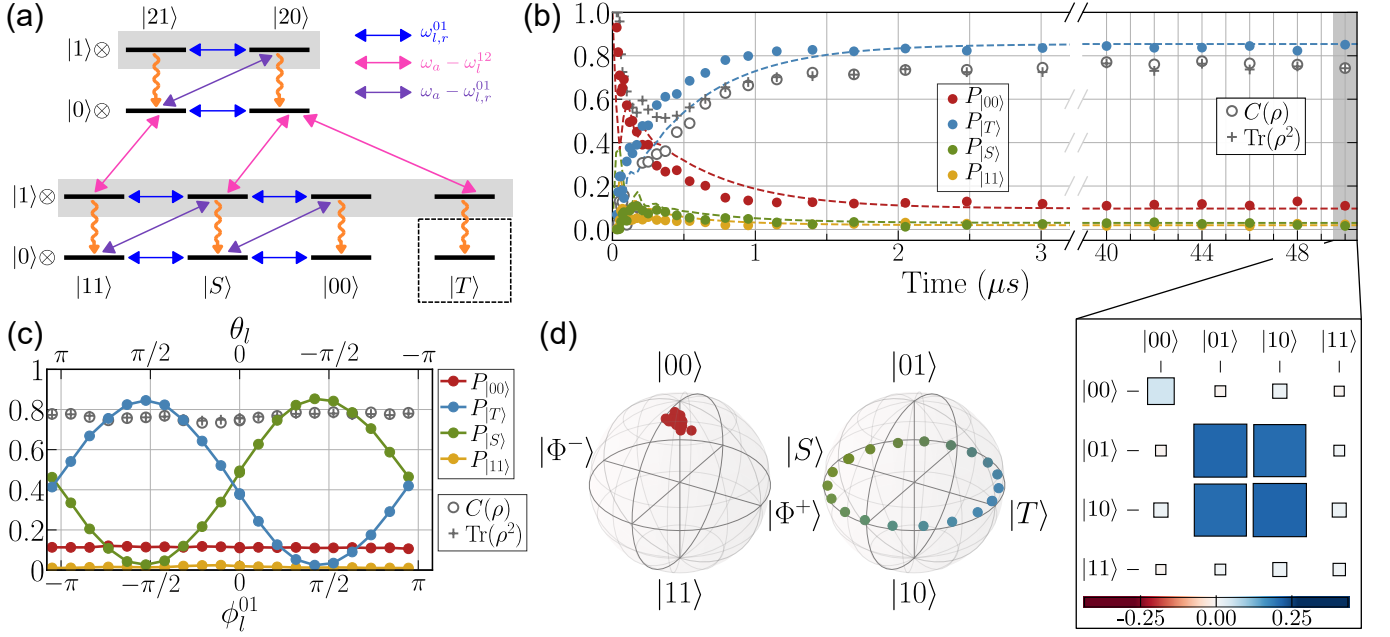 (a)
|21⟩
|20⟩
|1⟩⊗
|0⟩⊗
ω_{l,r}^{01}
ω_a − ω_l^{12}
ω_a − ω_{l,r}^{01}
|1⟩⊗
|0⟩⊗
|11⟩
|S⟩
|00⟩
|T⟩
(b)
1.0
0.8
0.6
0.4
0.2
0.0
P_{|00⟩}
P_{|T⟩}
P_{|S⟩}
P_{|11⟩}
C(ρ)
Tr(ρ²)
0
1
2
3
40
44
48
Time (μs)
(c)
θ_l
π
π/2
0
−π/2
−π
1
0.8
0.6
0.4
0.2
0
P_{|00⟩}
P_{|T⟩}
P_{|S⟩}
P_{|11⟩}
C(ρ)
Tr(ρ²)
−π
−π/2
0
π/2
π
ϕ_l^{01}
(d)
|00⟩
|Φ⁻⟩
|Φ⁺⟩
|11⟩
|01⟩
|S⟩
|T⟩
|10⟩
|00⟩ |01⟩ |10⟩ |11⟩
|00⟩
|01⟩
|10⟩
|11⟩
-0.25 0.00 0.25